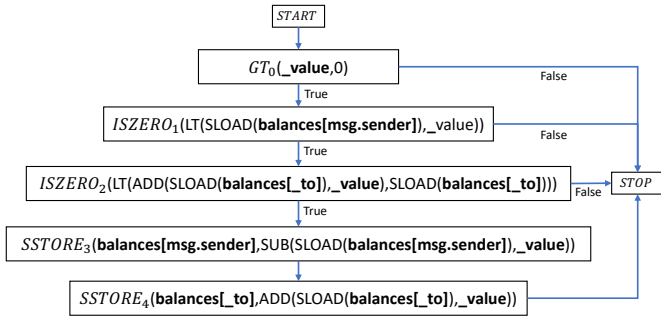 START
GT₀(_value,0)
False
True
ISZERO₁(LT(SLOAD(balances[msg.sender]),_value))
False
True
ISZERO₂(LT(ADD(SLOAD(balances[_to]),_value),SLOAD(balances[_to])))
False
STOP
True
SSTORE₃(balances[msg.sender],SUB(SLOAD(balances[msg.sender]),_value))
SSTORE₄(balances[_to],ADD(SLOAD(balances[_to]),_value))